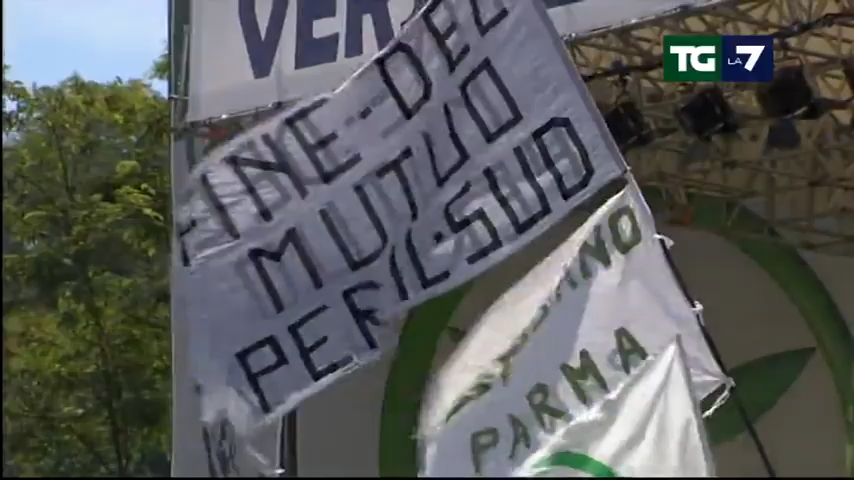 TG LA7
VER
FINE-DEL
MUTUO
PER IL-SUD
PARMA